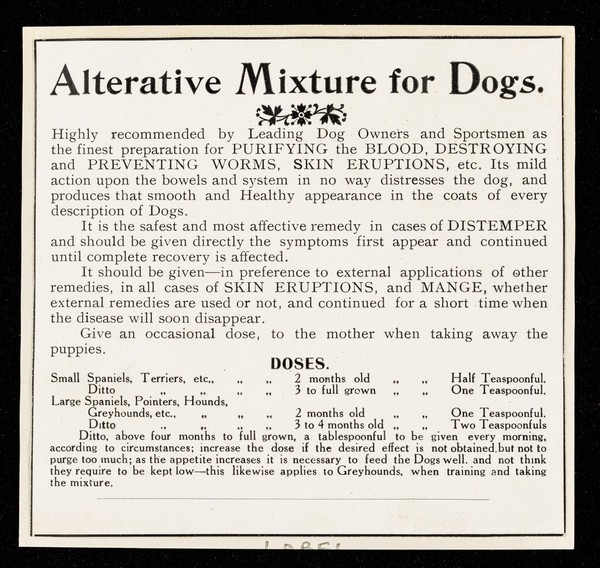 Alterative Mixture for Dogs.
Highly recommended by Leading Dog Owners and Sportsmen as
the finest preparation for PURIFYING the BLOOD, DESTROYING
and PREVENTING WORMS, SKIN ERUPTIONS, etc. Its mild
action upon the bowels and system in no way distresses the dog, and
produces that smooth and Healthy appearance in the coats of every
description of Dogs.
It is the safest and most affective remedy in cases of DISTEMPER
and should be given directly the symptoms first appear and continued
until complete recovery is affected.
It should be given—in preference to external applications of other
remedies, in all cases of SKIN ERUPTIONS, and MANGE, whether
external remedies are used or not, and continued for a short time when
the disease will soon disappear.
Give an occasional dose, to the mother when taking away the
puppies.
DOSES.
Small Spaniels, Terriers, etc., „ „ 2 months old „ „ Half Teaspoonful.
Ditto „ „ „ 3 to full grown „ „ One Teaspoonful.
Large Spaniels, Pointers, Hounds,
Greyhounds, etc., „ „ „ 2 months old „ „ One Teaspoonful.
Ditto „ „ „ „ 3 to 4 months old „ „ Two Teaspoonfuls
Ditto, above four months to full grown, a tablespoonful to be given every morning,
according to circumstances; increase the dose if the desired effect is not obtained, but not to
purge too much; as the appetite increases it is necessary to feed the Dogs well. and not think
they require to be kept low—this likewise applies to Greyhounds, when training and taking
the mixture.